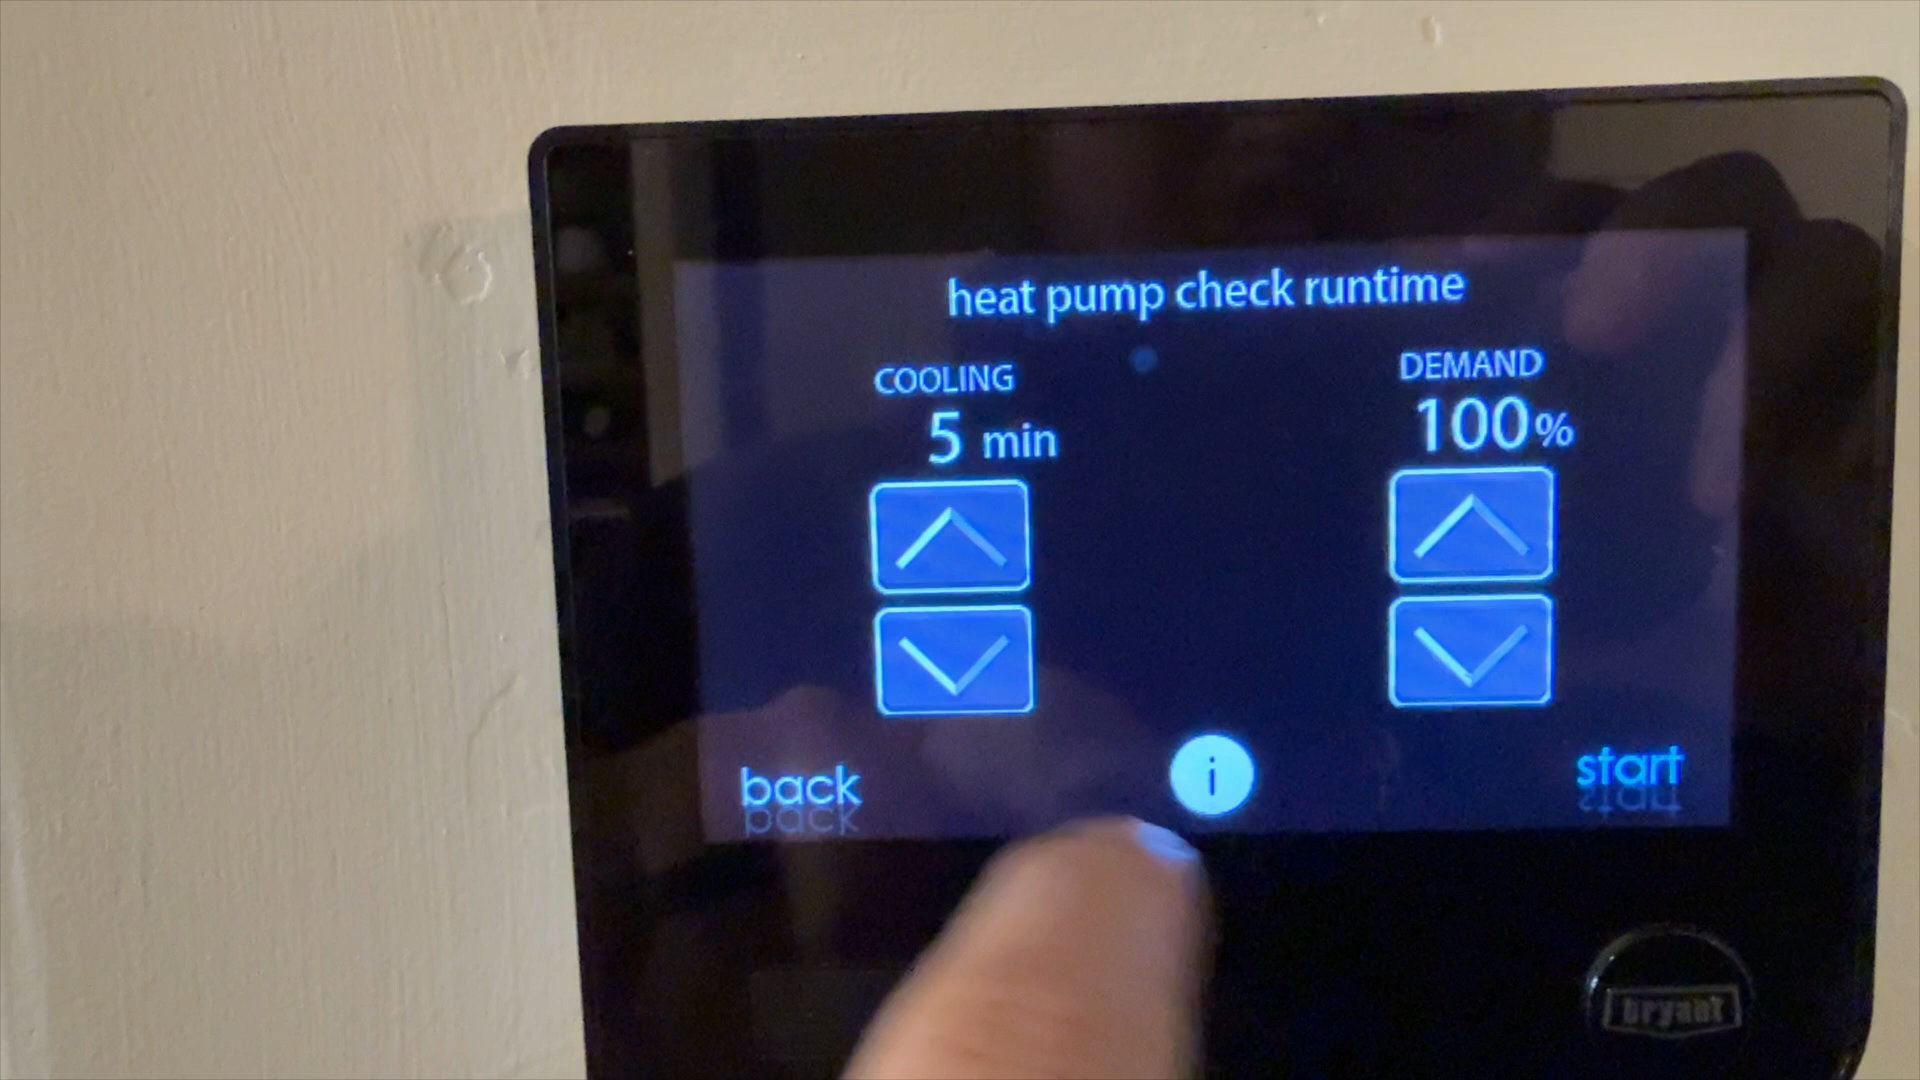 heat pump check runtime
COOLING
5 min
DEMAND
100%
back
i
start
bryant